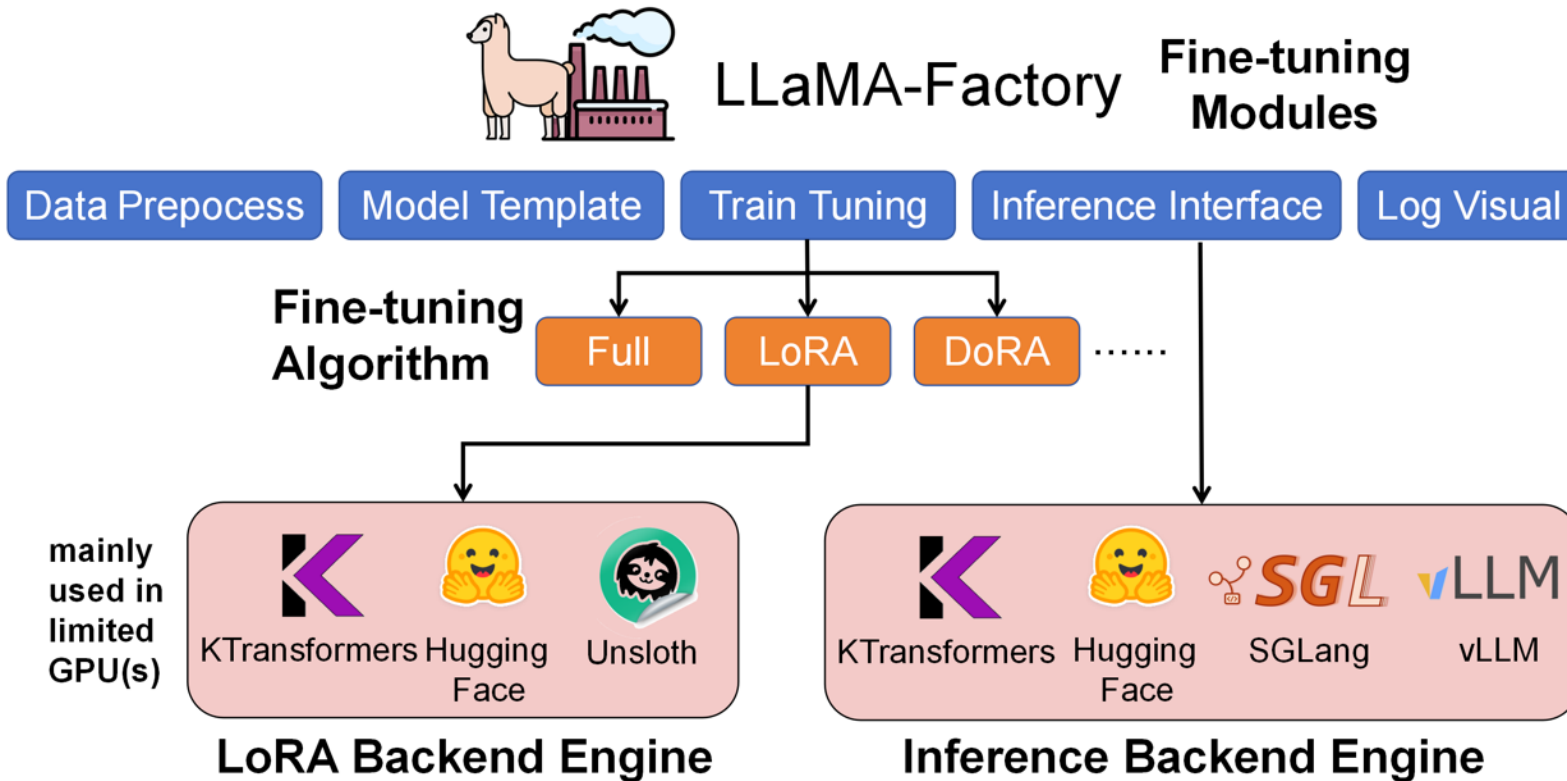 LLaMA-Factory
Fine-tuning
Modules
Data Prepocess
Model Template
Train Tuning
Inference Interface
Log Visual
Fine-tuning
Algorithm
Full
LoRA
DoRA
······
mainly
used in
limited
GPU(s)
KTransformers
Hugging
Face
Unsloth
LoRA Backend Engine
SGL
vLLM
KTransformers
Hugging
Face
SGLang
vLLM
Inference Backend Engine